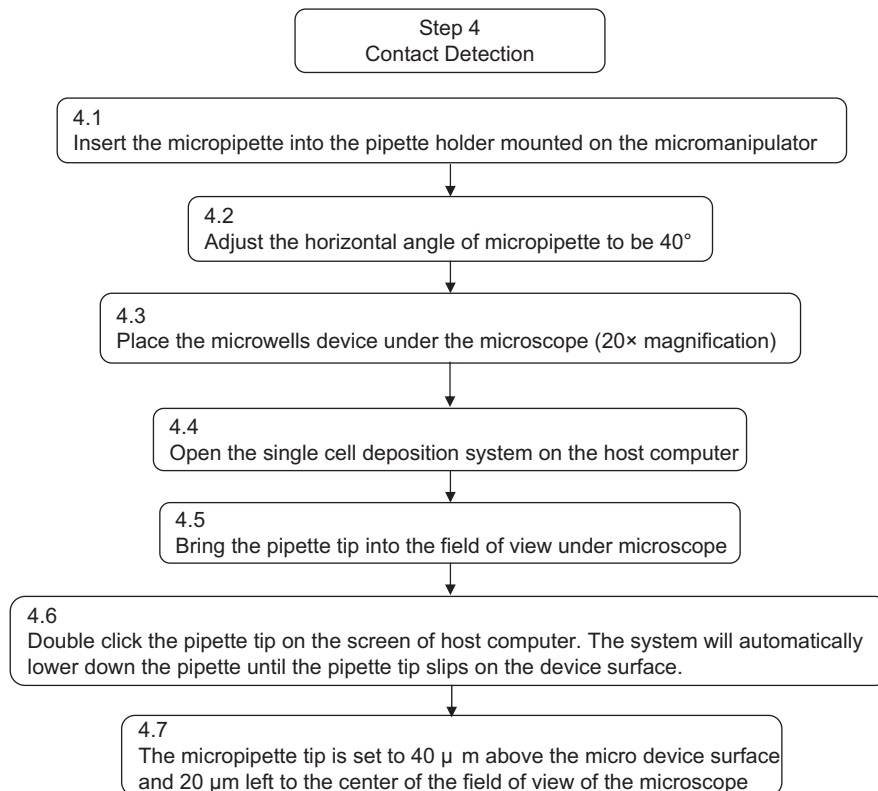 Step 4
Contact Detection
4.1
Insert the micropipette into the pipette holder mounted on the micromanipulator
4.2
Adjust the horizontal angle of micropipette to be 40°
4.3
Place the microwells device under the microscope (20× magnification)
4.4
Open the single cell deposition system on the host computer
4.5
Bring the pipette tip into the field of view under microscope
4.6
Double click the pipette tip on the screen of host computer. The system will automatically
lower down the pipette until the pipette tip slips on the device surface.
4.7
The micropipette tip is set to 40 μ m above the micro device surface
and 20 μm left to the center of the field of view of the microscope